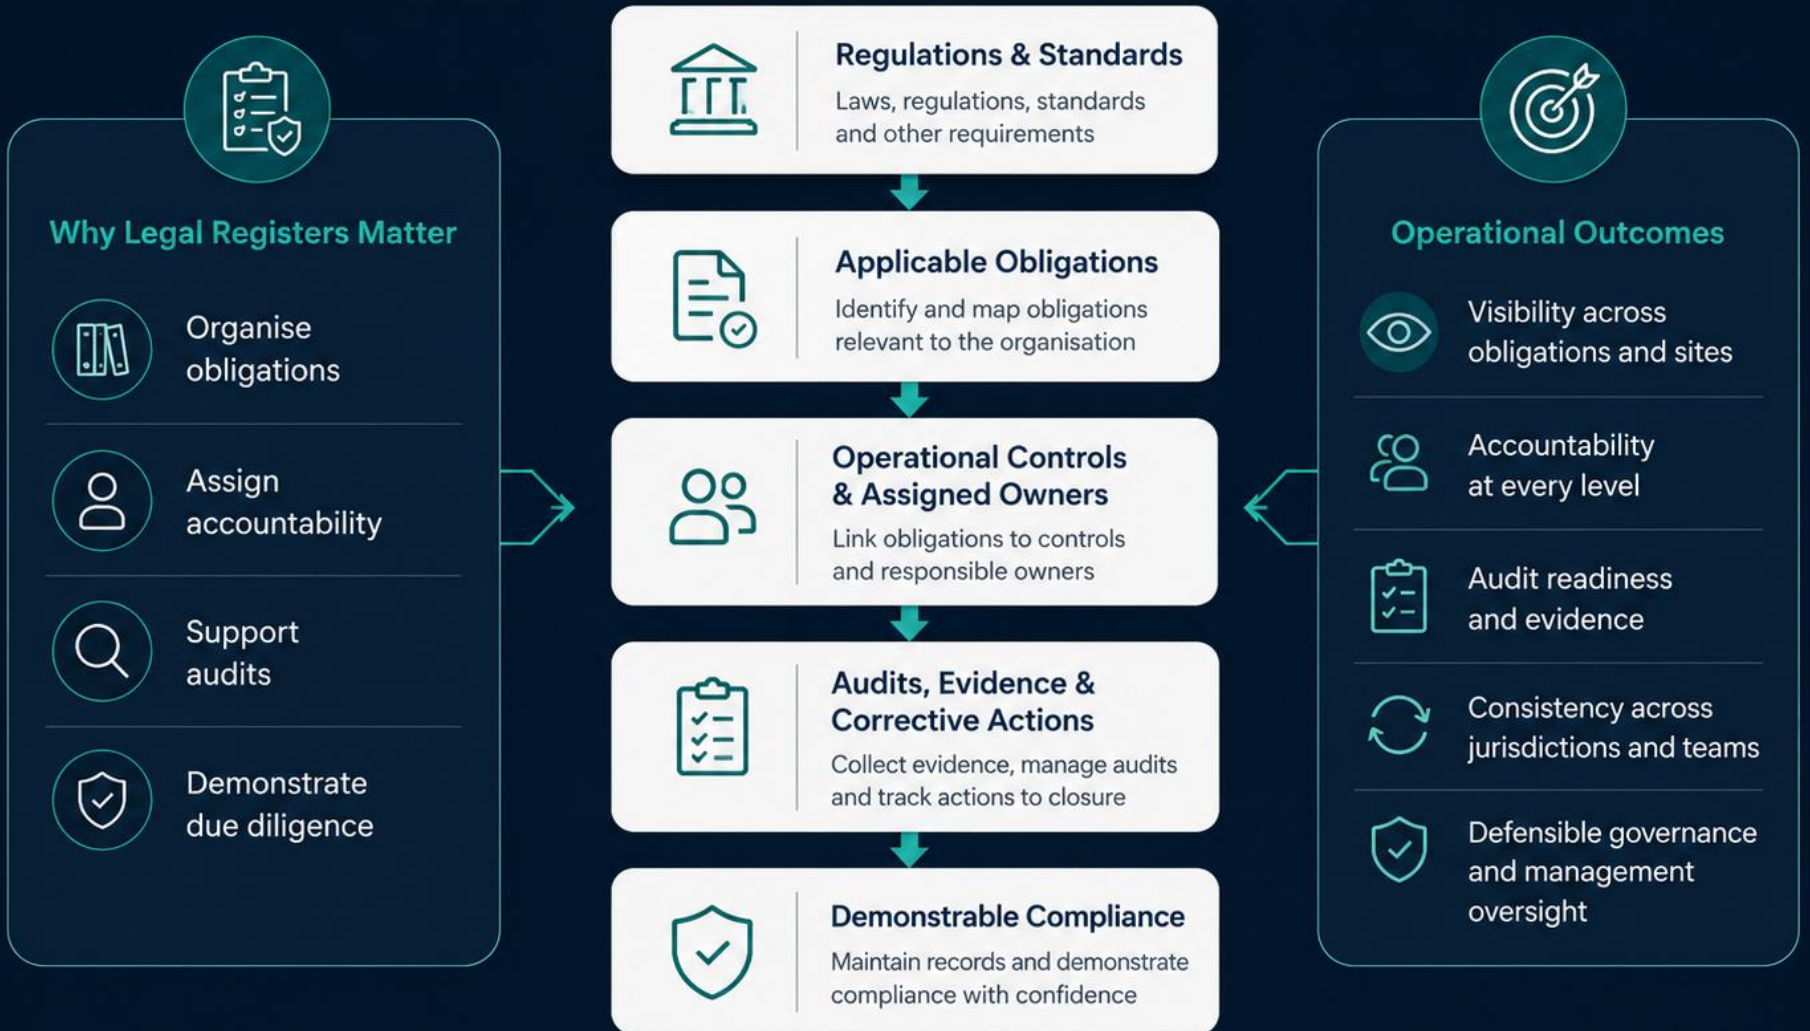 Why Legal Registers Matter
Organise
obligations
Assign
accountability
Support
audits
Demonstrate
due diligence
Regulations & Standards
Laws, regulations, standards
and other requirements
Applicable Obligations
Identify and map obligations
relevant to the organisation
Operational Controls
& Assigned Owners
Link obligations to controls
and responsible owners
Audits, Evidence &
Corrective Actions
Collect evidence, manage audits
and track actions to closure
Demonstrable Compliance
Maintain records and demonstrate
compliance with confidence
Operational Outcomes
Visibility across
obligations and sites
Accountability
at every level
Audit readiness
and evidence
Consistency across
jurisdictions and teams
Defensible governance
and management
oversight